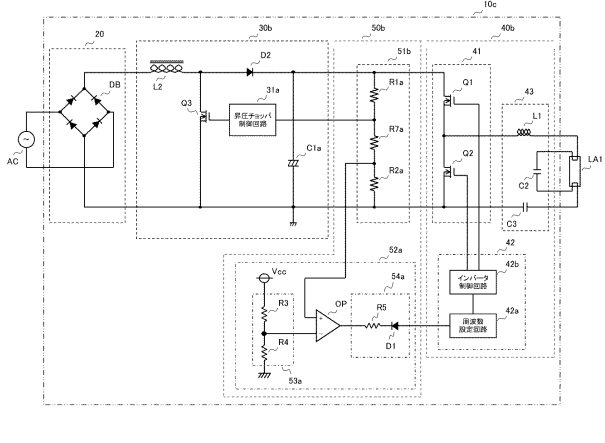 10c
20
30b
50b
40b
DB
L2
D2
Q3
31a
昇圧チョッパ
制御回路
C1a
51b
R1a
R7a
R2a
41
Q1
Q2
43
L1
C2
C3
LA1
AC
~
52a
Vcc
R3
R4
53a
OP
+
-
54a
R5
D1
42
インバータ
制御回路
42b
周波数
設定回路
42a